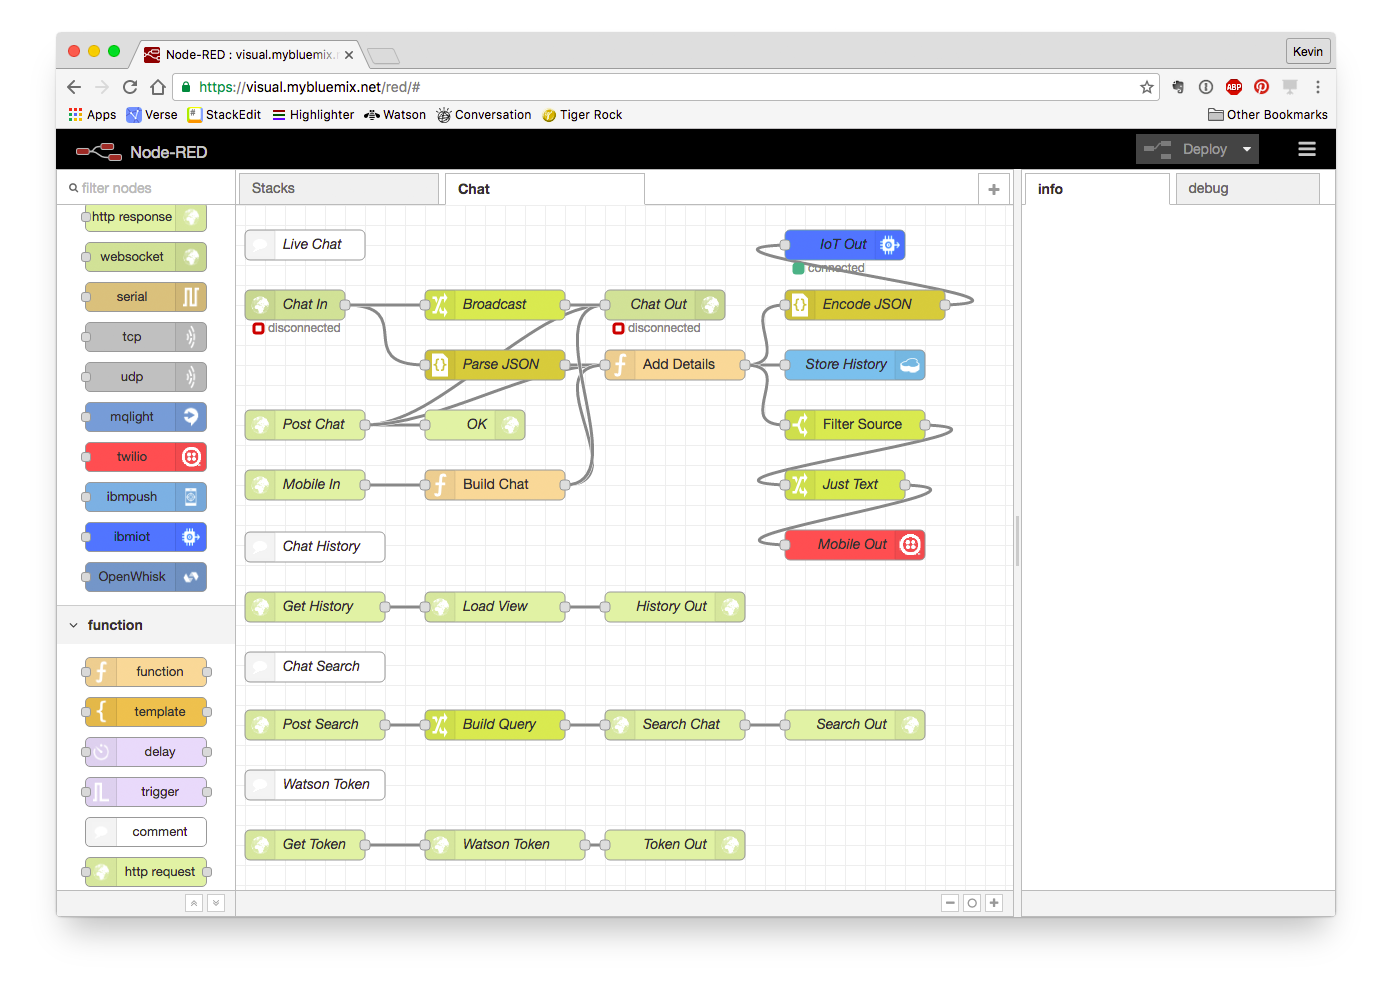 Node-RED : visual.mybluemix.
Kevin
https://visual.mybluemix.net/red/#
ABP
Apps
Verse
StackEdit
Highlighter
Watson
Conversation
Tiger Rock
Other Bookmarks
Node-RED
Deploy
filter nodes
Stacks
Chat
info
debug
http response
websocket
serial
tcp
udp
mqlight
twilio
ibmpush
ibmiot
OpenWhisk
function
function
template
delay
trigger
comment
http request
Live Chat
IoT Out
connected
Chat In
disconnected
Broadcast
Chat Out
disconnected
Encode JSON
Parse JSON
Add Details
Store History
Post Chat
OK
Filter Source
Mobile In
Build Chat
Just Text
Chat History
Mobile Out
Get History
Load View
History Out
Chat Search
Post Search
Build Query
Search Chat
Search Out
Watson Token
Get Token
Watson Token
Token Out